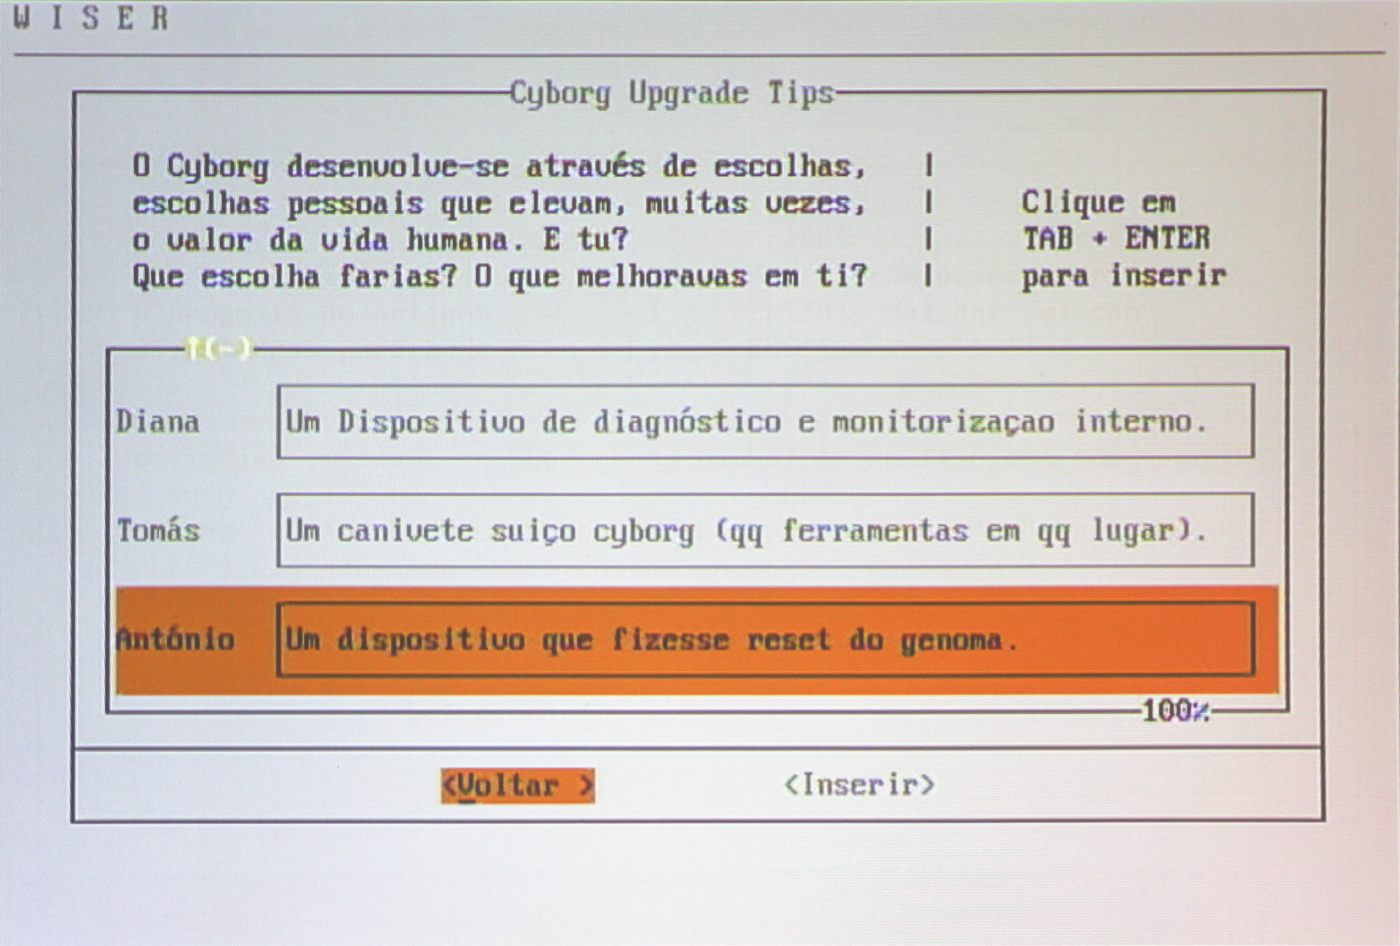 W I S E R
Cyborg Upgrade Tips
O Cyborg desenvolve-se através de escolhas,
escolhas pessoais que elevam, muitas vezes,
o valor da vida humana. E tu?
Que escolha farias? O que melhoravas em ti?
Clique em
TAB + ENTER
para inserir
↑(-)
Diana
Um Dispositivo de diagnóstico e monitorizaçao interno.
Tomás
Um canivete suiço cyborg (qq ferramentas em qq lugar).
António
Um dispositivo que fizesse reset do genoma.
100%
<Voltar >
<Inserir>